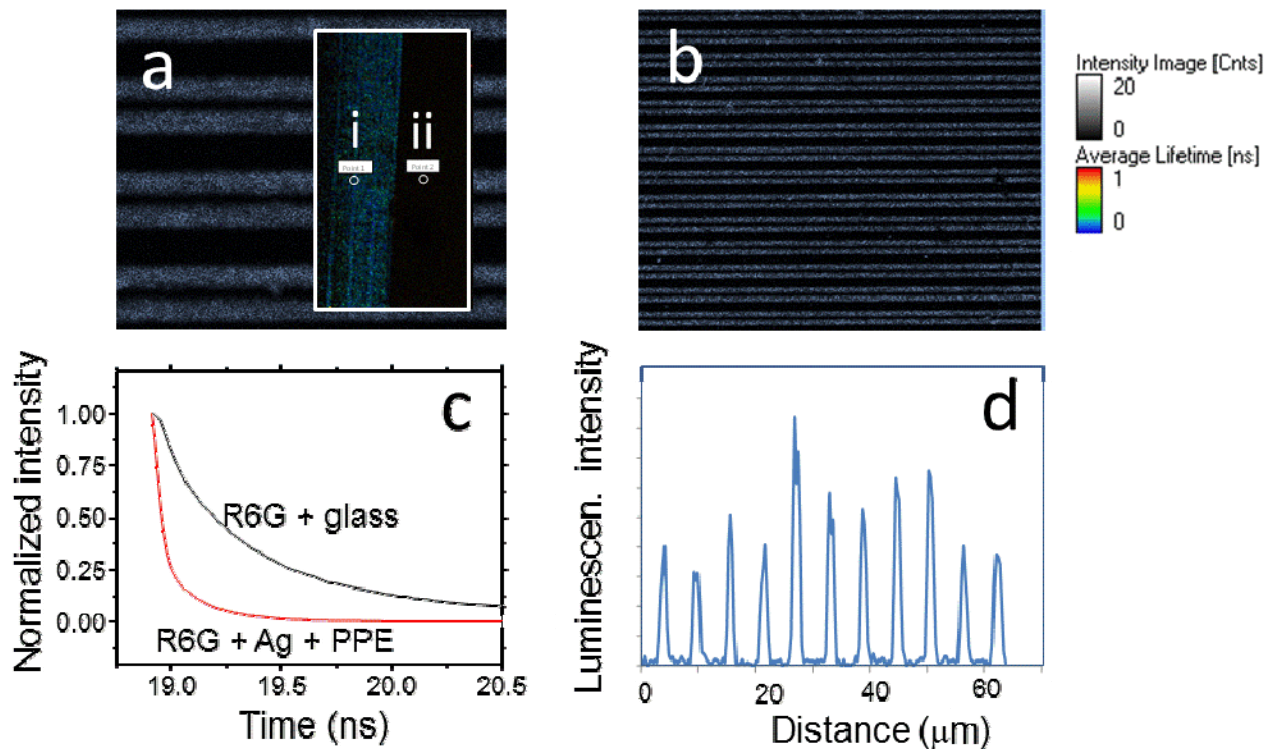 a
i
ii
Point 1
Point 2
b
Intensity Image [Cnts]
20
0
Average Lifetime [ns]
1
0
Normalized intensity
1.00
0.75
0.50
0.25
0.00
c
R6G + glass
R6G + Ag + PPE
19.0
19.5
20.0
20.5
Time (ns)
Luminescen. intensity
d
0
20
40
60
Distance (μm)